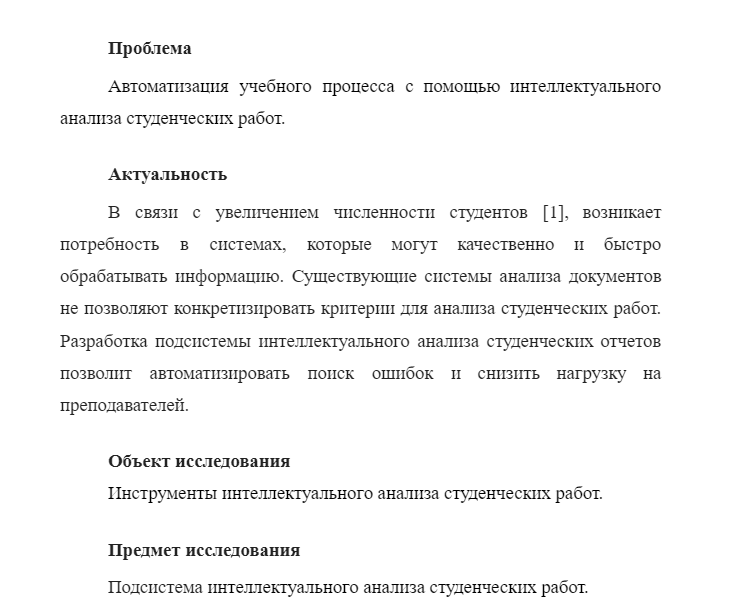 Проблема
Автоматизация учебного процесса с помощью интеллектуального
анализа студенческих работ.
Актуальность
В связи с увеличением численности студентов [1], возникает
потребность в системах, которые могут качественно и быстро
обрабатывать информацию. Существующие системы анализа документов
не позволяют конкретизировать критерии для анализа студенческих работ.
Разработка подсистемы интеллектуального анализа студенческих отчетов
позволит автоматизировать поиск ошибок и снизить нагрузку на
преподавателей.
Объект исследования
Инструменты интеллектуального анализа студенческих работ.
Предмет исследования
Подсистема интеллектуального анализа студенческих работ.